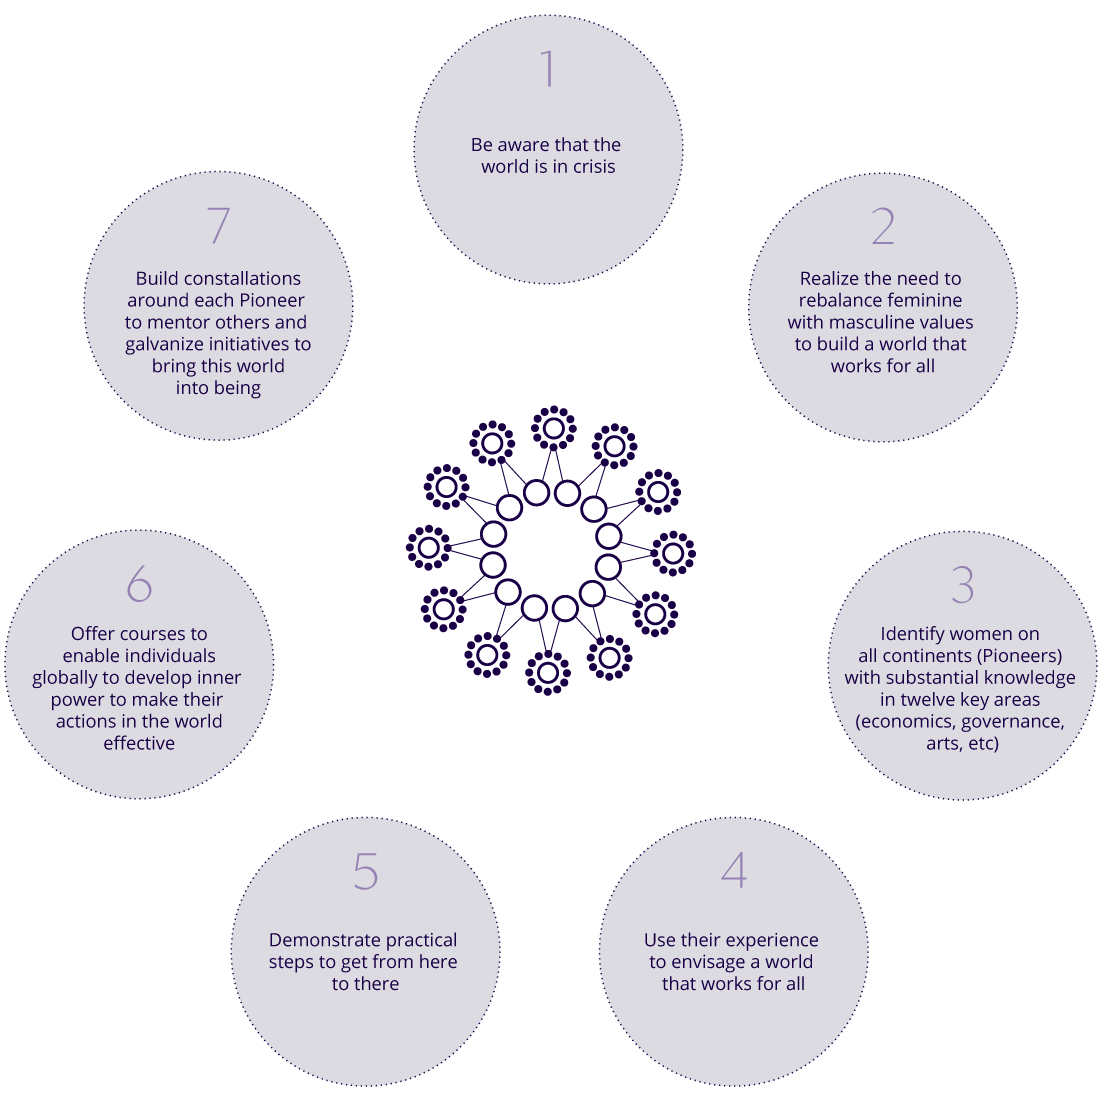 1
Be aware that the
world is in crisis
2
Realize the need to
rebalance feminine
with masculine values
to build a world that
works for all
3
Identify women on
all continents (Pioneers)
with substantial knowledge
in twelve key areas
(economics, governance,
arts, etc)
4
Use their experience
to envisage a world
that works for all
5
Demonstrate practical
steps to get from here
to there
6
Offer courses to
enable individuals
globally to develop inner
power to make their
actions in the world
effective
7
Build constallations
around each Pioneer
to mentor others and
galvanize initiatives to
bring this world
into being